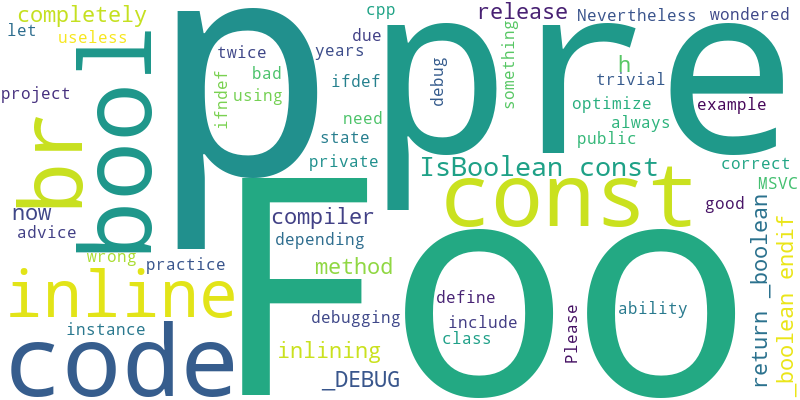 completely
let
useless
project
br
bool
now
advice
wrong
practice
inline
instance
code
p
twice
ifndef
bad
using
cpp
due
years
ifdef
need
state
private
Foo
compiler
depending
method
debugging
inlining
_DEBUG
pre
debug
release
something
Nevertheless
wondered
h
trivial
optimize
example
always
public
IsBoolean const
correct
MSVC
const
good
define
include
class
Please
ability
return _boolean
_boolean endif